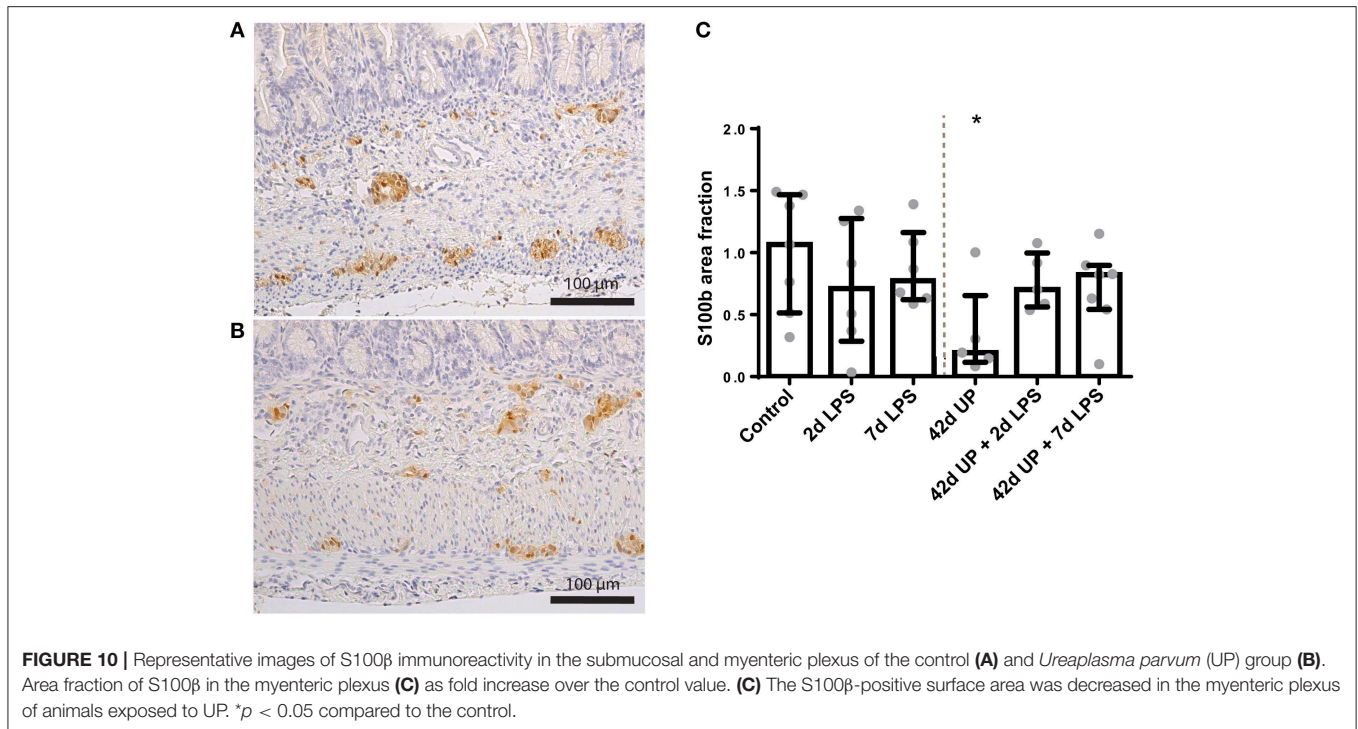 A
100 µm
B
100 µm
C
*
S100b area fraction
2.0
1.5
1.0
0.5
0.0
Control
2d LPS
7d LPS
42d UP
42d UP + 2d LPS
42d UP + 7d LPS
FIGURE 10 | Representative images of S100β immunoreactivity in the submucosal and myenteric plexus of the control (A) and Ureaplasma parvum (UP) group (B).
Area fraction of S100β in the myenteric plexus (C) as fold increase over the control value. (C) The S100β-positive surface area was decreased in the myenteric plexus
of animals exposed to UP. *p < 0.05 compared to the control.